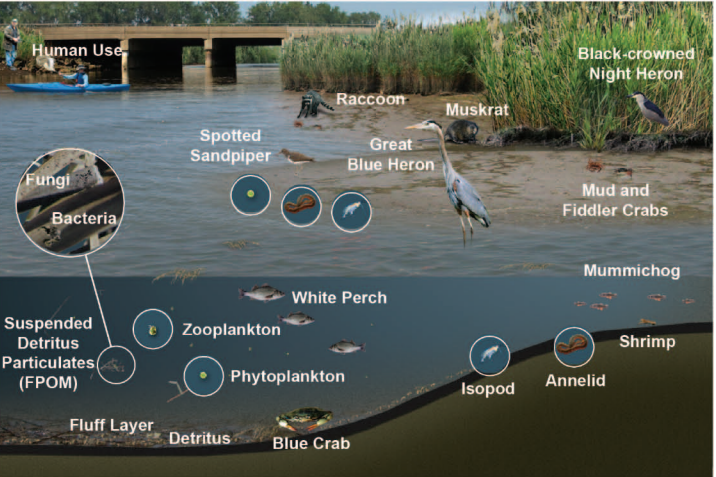 Human Use
Black-crowned
Night Heron
Raccoon
Muskrat
Spotted
Sandpiper
Great
Blue Heron
Fungi
Bacteria
Mud and
Fiddler Crabs
Mummichog
White Perch
Suspended
Detritus
Particulates
(FPOM)
Zooplankton
Shrimp
Phytoplankton
Isopod
Annelid
Fluff Layer
Detritus
Blue Crab